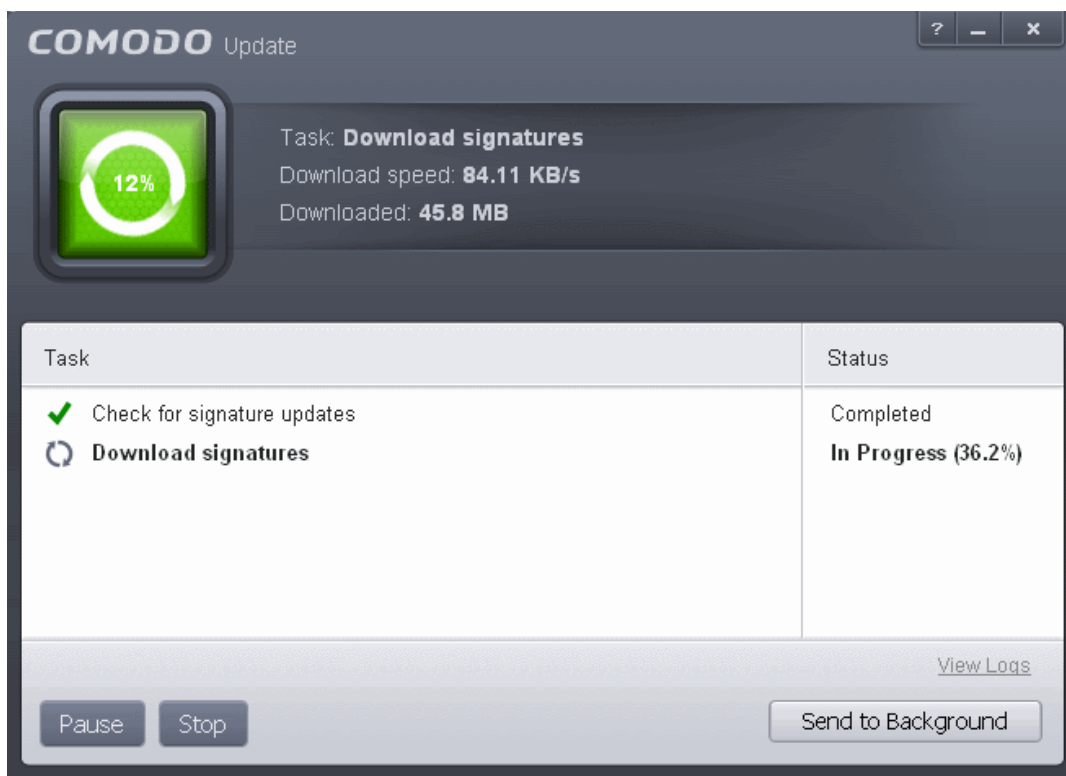 COMODO Update
? – ×
12%
Task: Download signatures
Download speed: 84.11 KB/s
Downloaded: 45.8 MB
Task Status
Check for signature updates Completed
Download signatures In Progress (36.2%)
View Logs
Pause Stop Send to Background